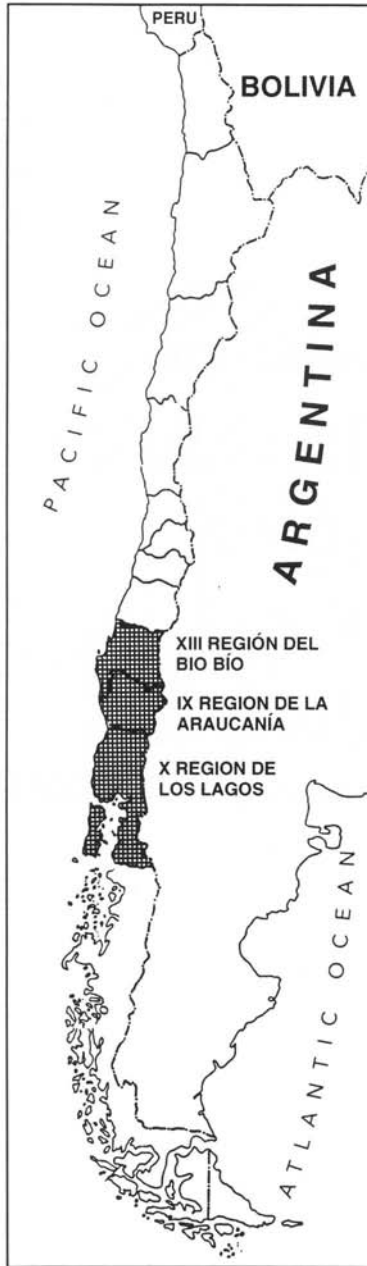 PERU
BOLIVIA
PACIFIC OCEAN
ARGENTINA
XIII REGIÓN DEL
BIO BÍO
IX REGION DE LA
ARAUCANÍA
X REGION DE
LOS LAGOS
ATLANTIC OCEAN